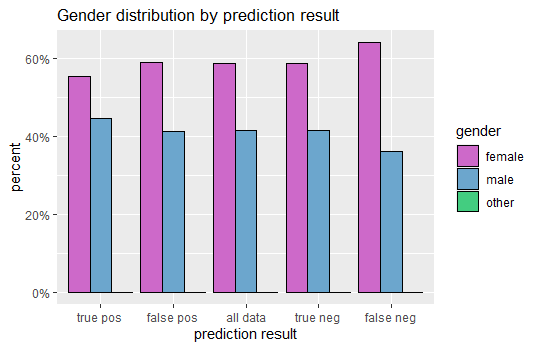 Gender distribution by prediction result
percent
60%
40%
20%
0%
true pos
false pos
all data
true neg
false neg
prediction result
gender
female
male
other